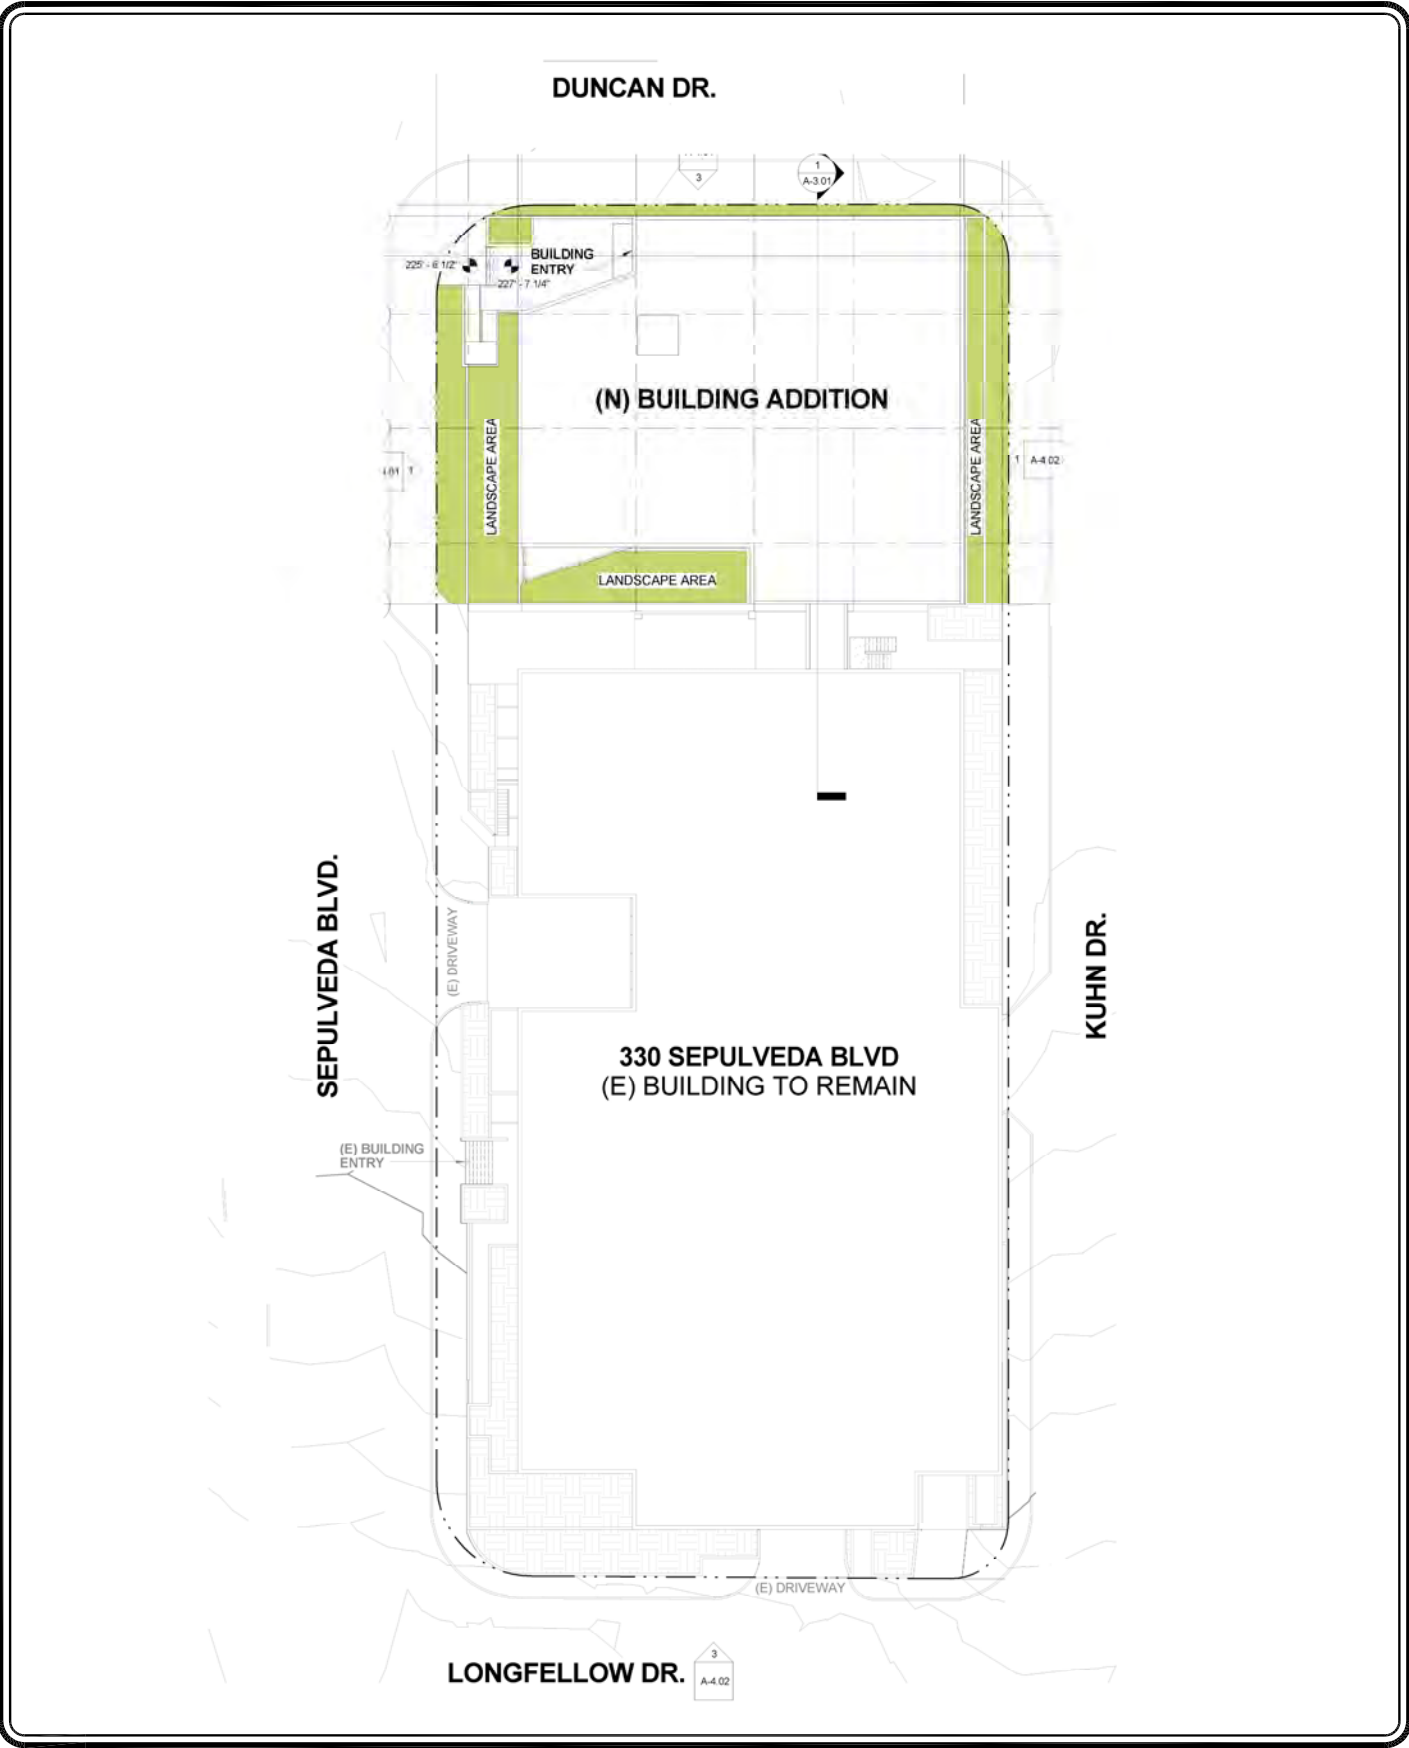 DUNCAN DR.
3
1
A-3.01
BUILDING
ENTRY
225' - 6 1/2"
227' - 7 1/4"
(N) BUILDING ADDITION
LANDSCAPE AREA
LANDSCAPE AREA
1
1
A-4.02
LANDSCAPE AREA
SEPULVEDA BLVD.
(E) DRIVEWAY
KUHN DR.
330 SEPULVEDA BLVD
(E) BUILDING TO REMAIN
(E) BUILDING
ENTRY
(E) DRIVEWAY
LONGFELLOW DR.
3
A-4.02